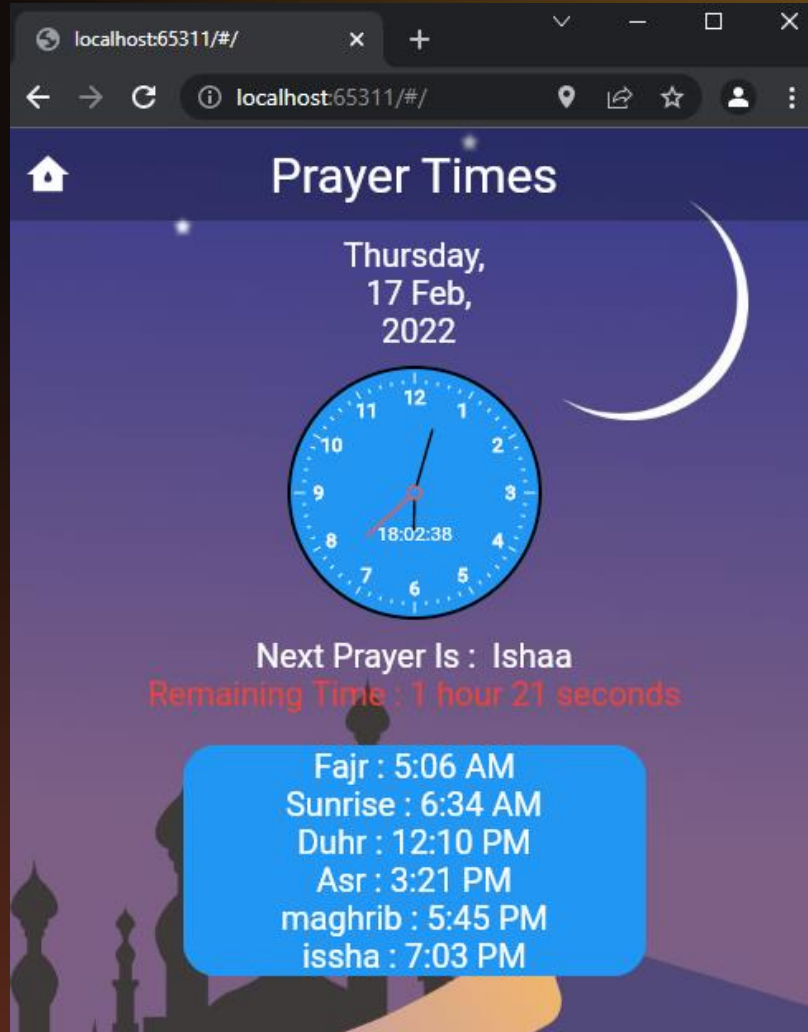 localhost:65311/#/
localhost:65311/#/
Prayer Times
Thursday,
17 Feb,
2022
12
11 1
10 2
9 3
18:02:38
8 4
7 5
6
Next Prayer Is : Ishaa
Remaining Time : 1 hour 21 seconds
Fajr : 5:06 AM
Sunrise : 6:34 AM
Duhr : 12:10 PM
Asr : 3:21 PM
maghrib : 5:45 PM
issha : 7:03 PM